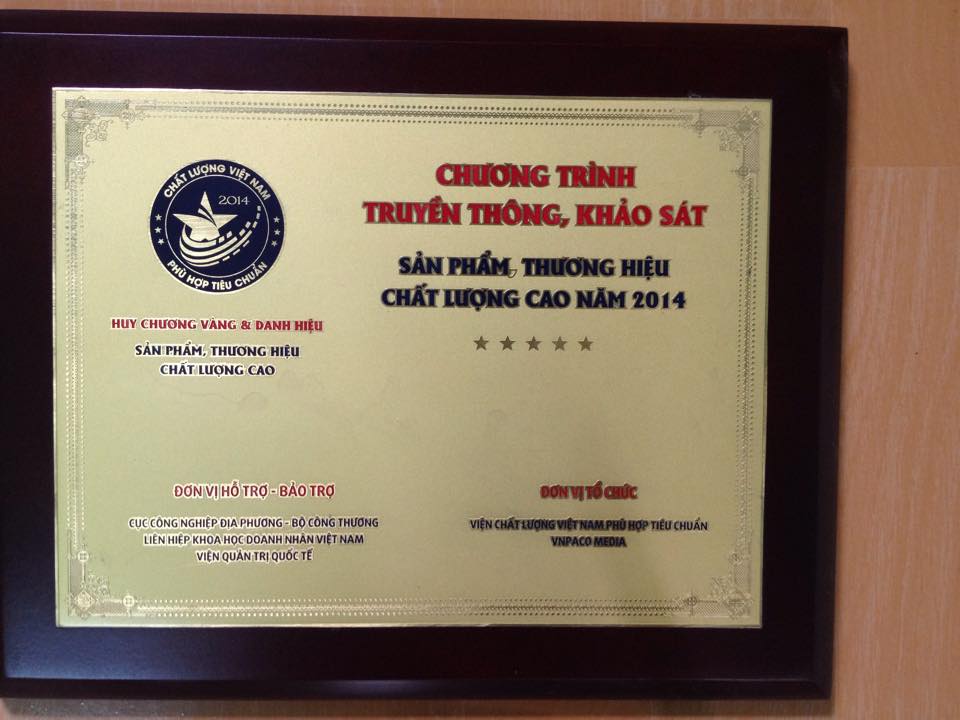 CHẤT LƯỢNG VIỆT NAM
2014
PHÙ HỢP TIÊU CHUẨN
HUY CHƯƠNG VÀNG & DANH HIỆU
SẢN PHẨM, THƯƠNG HIỆU
CHẤT LƯỢNG CAO
CHƯƠNG TRÌNH
TRUYỀN THÔNG, KHẢO SÁT
SẢN PHẨM, THƯƠNG HIỆU
CHẤT LƯỢNG CAO NĂM 2014
ĐƠN VỊ HỖ TRỢ - BẢO TRỢ
CỤC CÔNG NGHIỆP ĐỊA PHƯƠNG - BỘ CÔNG THƯƠNG
LIÊN HIỆP KHOA HỌC DOANH NHÂN VIỆT NAM
VIỆN QUẢN TRỊ QUỐC TẾ
ĐƠN VỊ TỔ CHỨC
VIỆN CHẤT LƯỢNG VIỆT NAM PHÙ HỢP TIÊU CHUẨN
VNPACO MEDIA